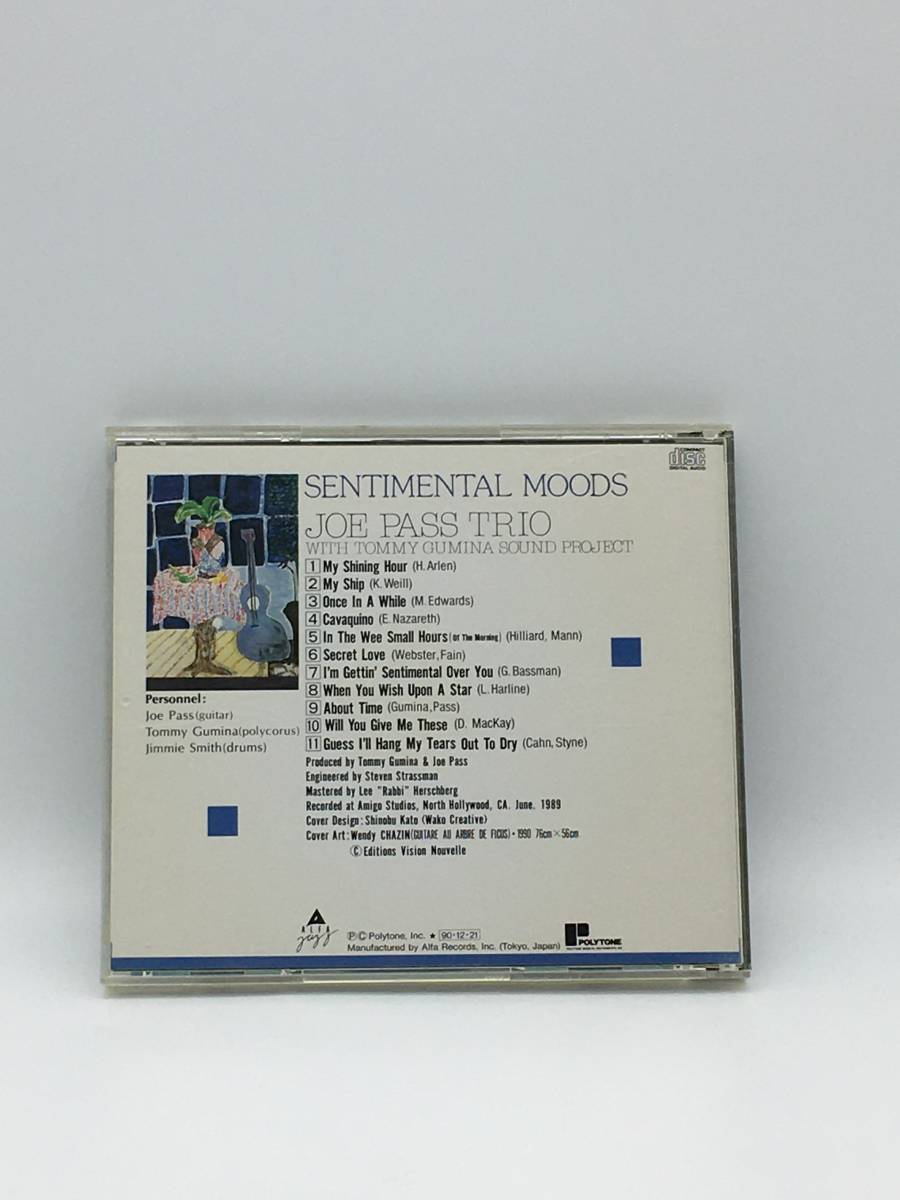 COMPACT
disc
DIGITAL AUDIO
SENTIMENTAL MOODS
JOE PASS TRIO
WITH TOMMY GUMINA SOUND PROJECT
1 My Shining Hour (H. Arlen)
2 My Ship (K. Weill)
3 Once In A While (M. Edwards)
4 Cavaquino (E. Nazareth)
5 In The Wee Small Hours (Of The Morning) (Hilliard, Mann)
6 Secret Love (Webster, Fain)
7 I'm Gettin' Sentimental Over You (G. Bassman)
8 When You Wish Upon A Star (L. Harline)
9 About Time (Gumina, Pass)
10 Will You Give Me These (D. MacKay)
11 Guess I'll Hang My Tears Out To Dry (Cahn, Styne)
Personnel:
Joe Pass (guitar)
Tommy Gumina (polycorus)
Jimmie Smith (drums)
Produced by Tommy Gumina & Joe Pass
Engineered by Steven Strassman
Mastered by Lee "Rabbi" Herschberg
Recorded at Amigo Studios, North Hollywood, CA. June. 1989
Cover Design: Shinobu Kato (Wako Creative)
Cover Art: Wendy CHAZIN (GUITARE AU ARBRE DE FICUS)・1990 76cm×56cm
© Editions Vision Nouvelle
ALFA
jazz
ⓅⒸ Polytone, Inc. ★ 90・12・21
Manufactured by Alfa Records, Inc. (Tokyo, Japan)
POLYTONE